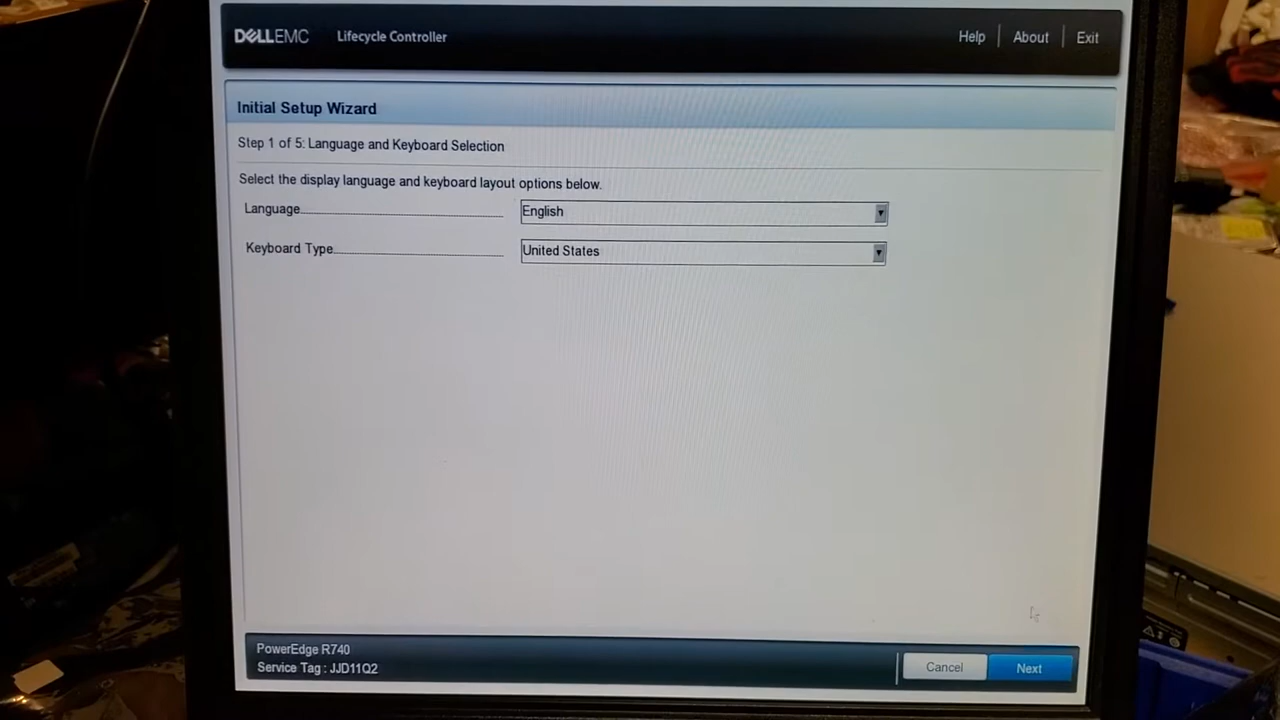 DELLEMC Lifecycle Controller Help About Exit
Initial Setup Wizard
Step 1 of 5: Language and Keyboard Selection
Select the display language and keyboard layout options below.
Language English
Keyboard Type United States
PowerEdge R740
Service Tag : JJD11Q2
Cancel Next